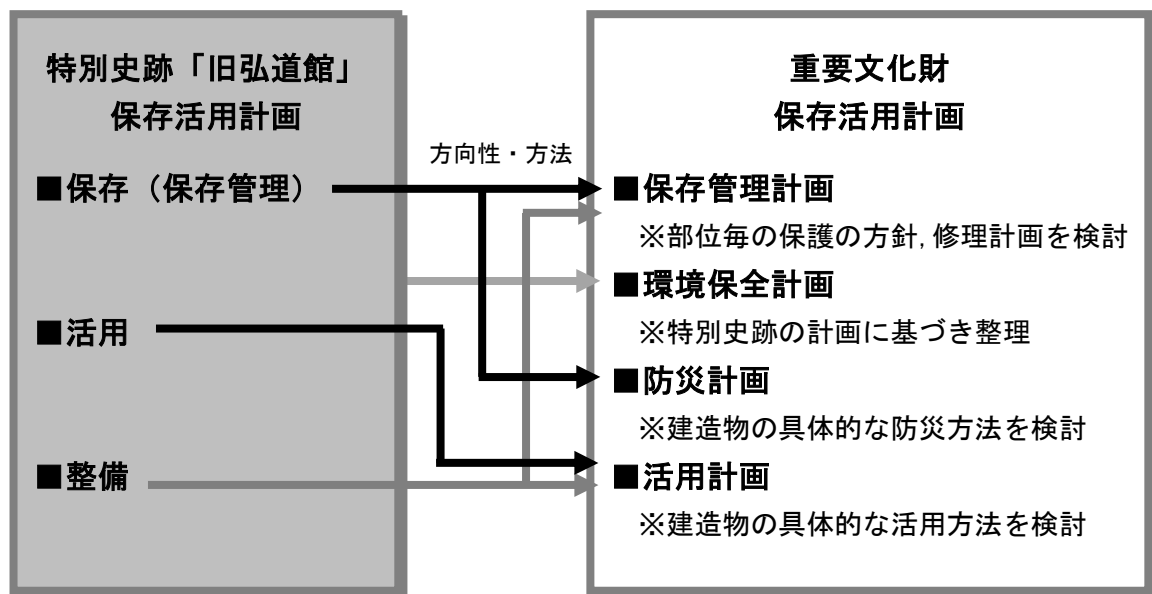 特別史跡「旧弘道館」
保存活用計画
■保存（保存管理）
■活用
■整備
方向性・方法
重要文化財
保存活用計画
■保存管理計画
※部位毎の保護の方針,修理計画を検討
■環境保全計画
※特別史跡の計画に基づき整理
■防災計画
※建造物の具体的な防災方法を検討
■活用計画
※建造物の具体的な活用方法を検討